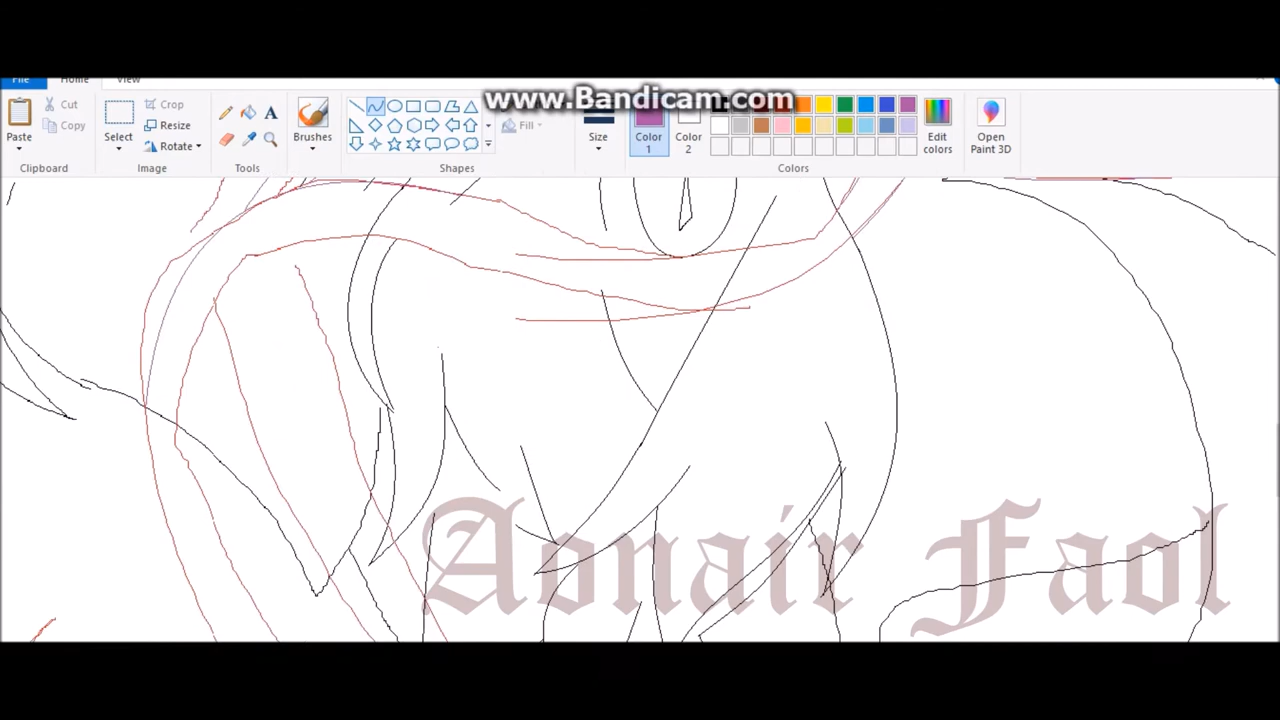 File Home View
www.Bandicam.com
Cut
Copy
Paste
Clipboard
Crop
Resize
Rotate
Select
Image
A
Tools
Brushes
Fill
Shapes
Size
Color 1
Color 2
Edit colors
Colors
Open Paint 3D
Aonair Faol